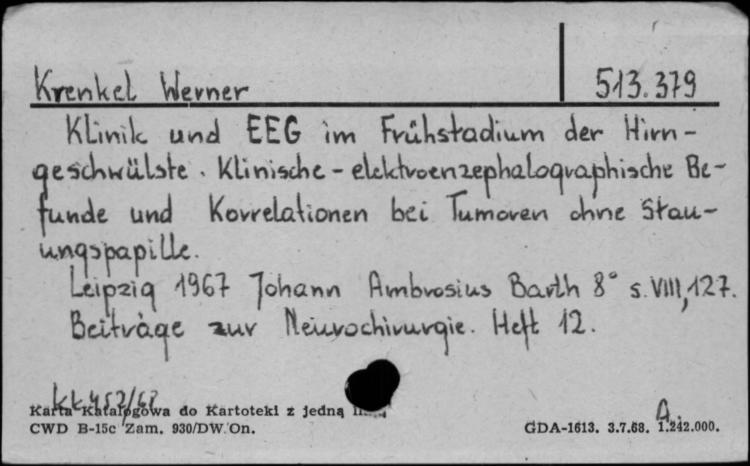 Krenkel Werner 513.379
Klinik und EEG im Frühstadium der Hirn-
geschwülste. Klinische-elektroenzephalographische Be-
funde und Korrelationen bei Tumoren ohne Stau-
ungspapille.
Leipzig 1967 Johann Ambrosius Barth 8° s. VIII, 127.
Beiträge zur Neurochirurgie. Heft 12.
A.
Karta Katalogowa do Kartoteki z jedną
CWD B-15c Zam. 930/DW. On. GDA-1613. 3.7.68. 1.242.000.